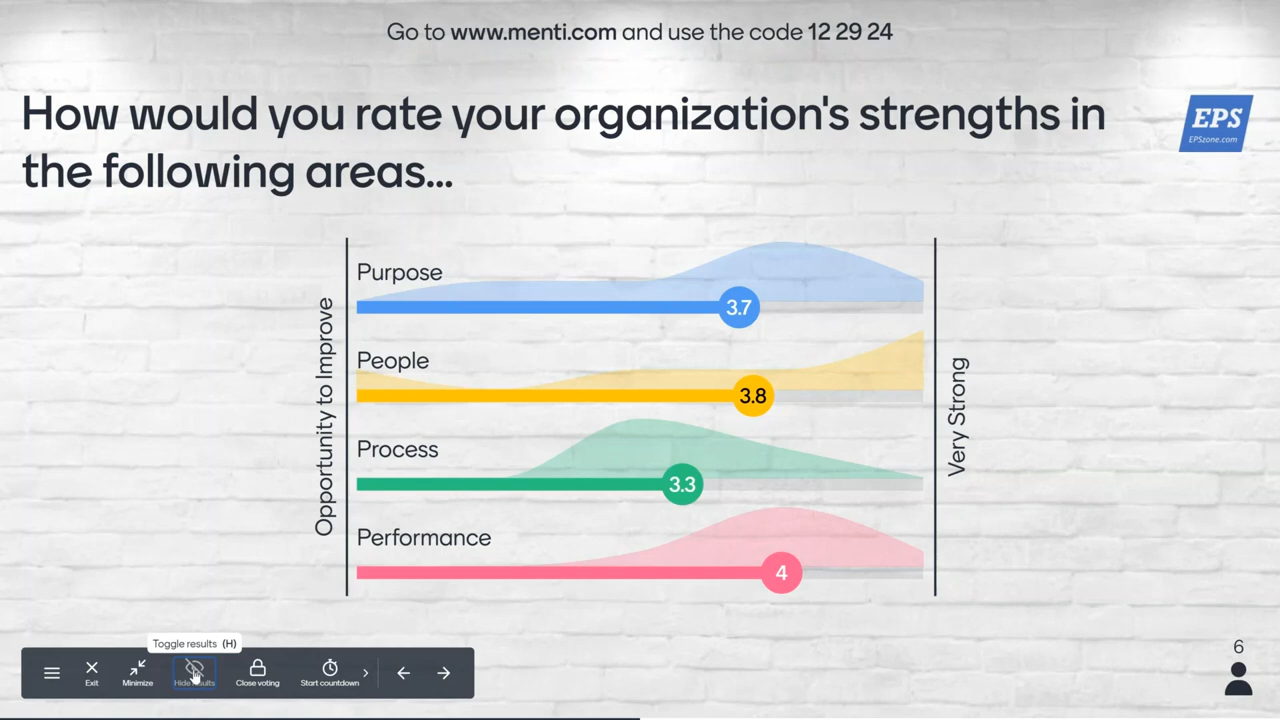 Go to www.menti.com and use the code 12 29 24
How would you rate your organization's strengths in
the following areas...
EPS
EPSzone.com
Opportunity to Improve
Purpose
3.7
People
3.8
Process
3.3
Performance
4
Very Strong
Toggle results (H)
Exit
Minimize
Hide results
Close voting
Start countdown
6